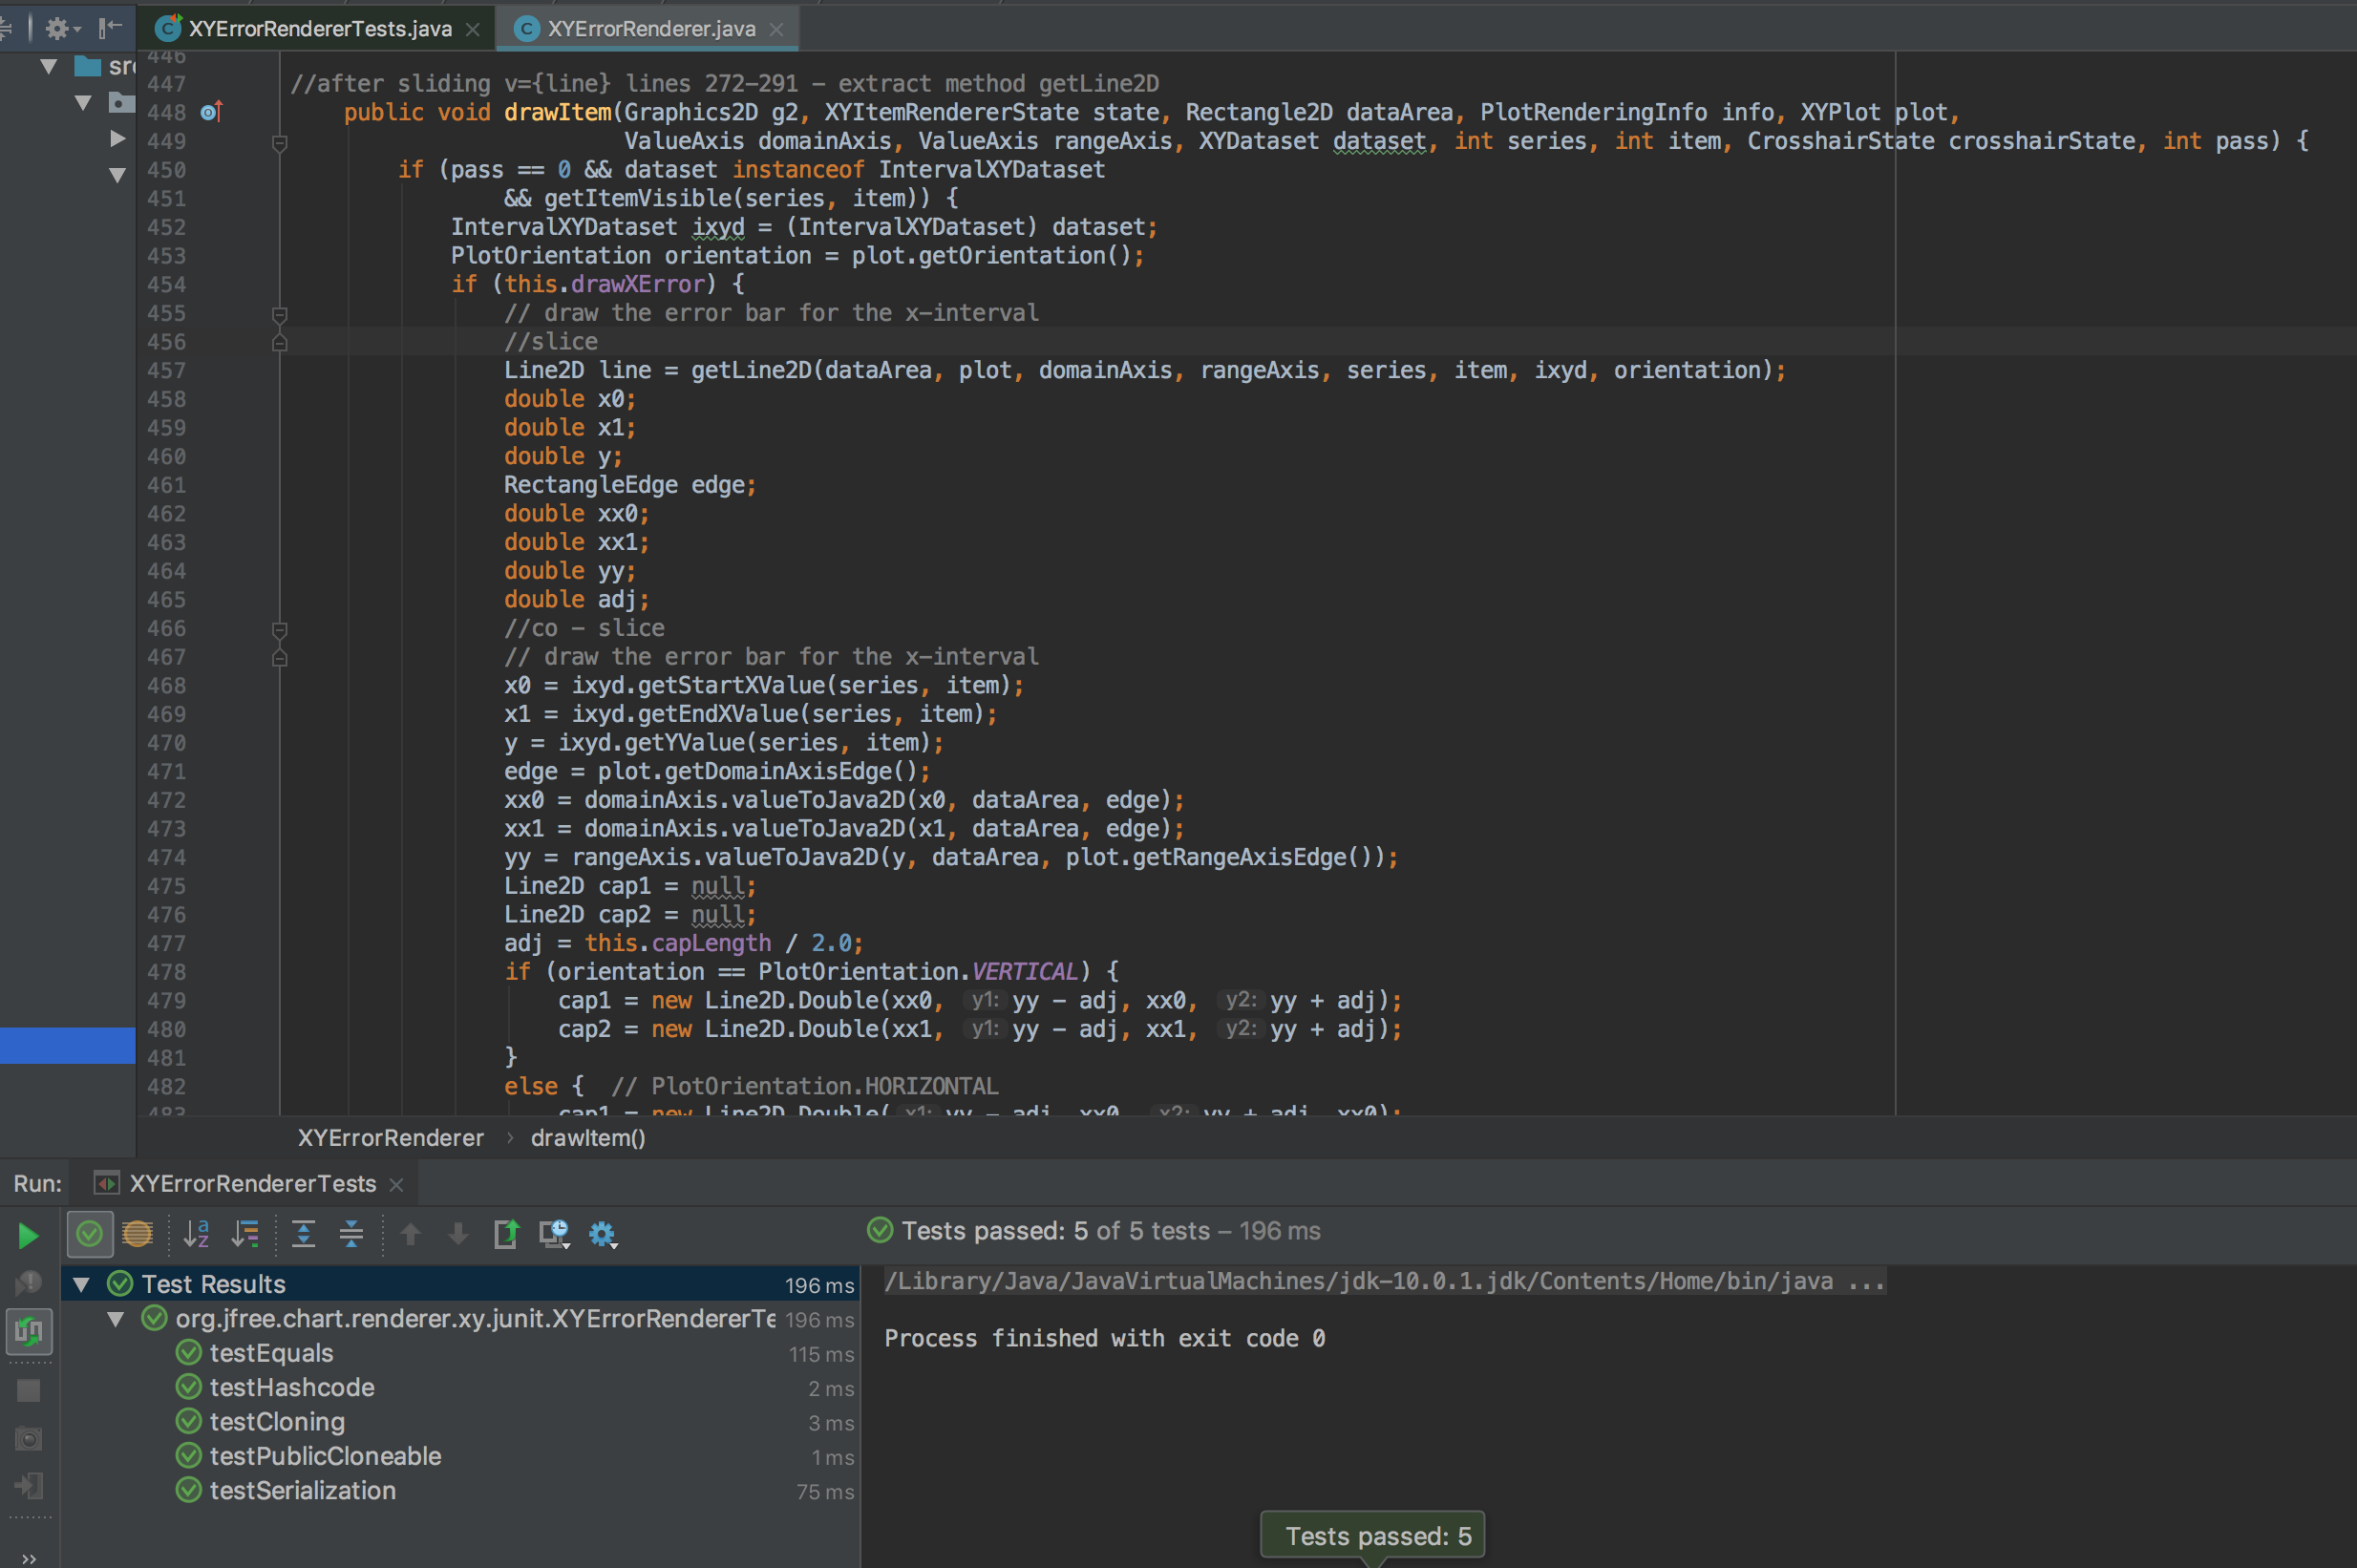 XYErrorRendererTests.java
XYErrorRenderer.java
src
446
447 //after sliding v={line} lines 272-291 - extract method getLine2D
448 public void drawItem(Graphics2D g2, XYItemRendererState state, Rectangle2D dataArea, PlotRenderingInfo info, XYPlot plot,
449 ValueAxis domainAxis, ValueAxis rangeAxis, XYDataset dataset, int series, int item, CrosshairState crosshairState, int pass) {
450 if (pass == 0 && dataset instanceof IntervalXYDataset
451 && getItemVisible(series, item)) {
452 IntervalXYDataset ixyd = (IntervalXYDataset) dataset;
453 PlotOrientation orientation = plot.getOrientation();
454 if (this.drawXError) {
455 // draw the error bar for the x-interval
456 //slice
457 Line2D line = getLine2D(dataArea, plot, domainAxis, rangeAxis, series, item, ixyd, orientation);
458 double x0;
459 double x1;
460 double y;
461 RectangleEdge edge;
462 double xx0;
463 double xx1;
464 double yy;
465 double adj;
466 //co - slice
467 // draw the error bar for the x-interval
468 x0 = ixyd.getStartXValue(series, item);
469 x1 = ixyd.getEndXValue(series, item);
470 y = ixyd.getYValue(series, item);
471 edge = plot.getDomainAxisEdge();
472 xx0 = domainAxis.valueToJava2D(x0, dataArea, edge);
473 xx1 = domainAxis.valueToJava2D(x1, dataArea, edge);
474 yy = rangeAxis.valueToJava2D(y, dataArea, plot.getRangeAxisEdge());
475 Line2D cap1 = null;
476 Line2D cap2 = null;
477 adj = this.capLength / 2.0;
478 if (orientation == PlotOrientation.VERTICAL) {
479 cap1 = new Line2D.Double(xx0, y1: yy - adj, xx0, y2: yy + adj);
480 cap2 = new Line2D.Double(xx1, y1: yy - adj, xx1, y2: yy + adj);
481 }
482 else { // PlotOrientation.HORIZONTAL
483 cap1 = new Line2D.Double( x1: yy - adj, xx0, x2: yy + adj, xx0);
XYErrorRenderer › drawItem()
Run: XYErrorRendererTests
Tests passed: 5 of 5 tests – 196 ms
Test Results 196 ms
org.jfree.chart.renderer.xy.junit.XYErrorRendererTe 196 ms
testEquals 115 ms
testHashcode 2 ms
testCloning 3 ms
testPublicCloneable 1 ms
testSerialization 75 ms
/Library/Java/JavaVirtualMachines/jdk-10.0.1.jdk/Contents/Home/bin/java ...
Process finished with exit code 0
Tests passed: 5